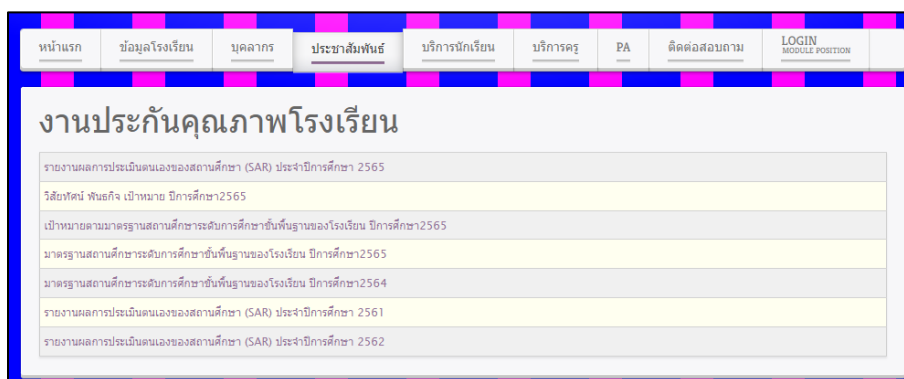 หน้าแรก ข้อมูลโรงเรียน บุคลากร ประชาสัมพันธ์ บริการนักเรียน บริการครู PA ติดต่อสอบถาม LOGIN
MODULE POSITION
งานประกันคุณภาพโรงเรียน
รายงานผลการประเมินตนเองของสถานศึกษา (SAR) ประจำปีการศึกษา 2565
วิสัยทัศน์ พันธกิจ เป้าหมาย ปีการศึกษา2565
เป้าหมายตามมาตรฐานสถานศึกษาระดับการศึกษาขั้นพื้นฐานของโรงเรียน ปีการศึกษา2565
มาตรฐานสถานศึกษาระดับการศึกษาขั้นพื้นฐานของโรงเรียน ปีการศึกษา2565
มาตรฐานสถานศึกษาระดับการศึกษาขั้นพื้นฐานของโรงเรียน ปีการศึกษา2564
รายงานผลการประเมินตนเองของสถานศึกษา (SAR) ประจำปีการศึกษา 2561
รายงานผลการประเมินตนเองของสถานศึกษา (SAR) ประจำปีการศึกษา 2562